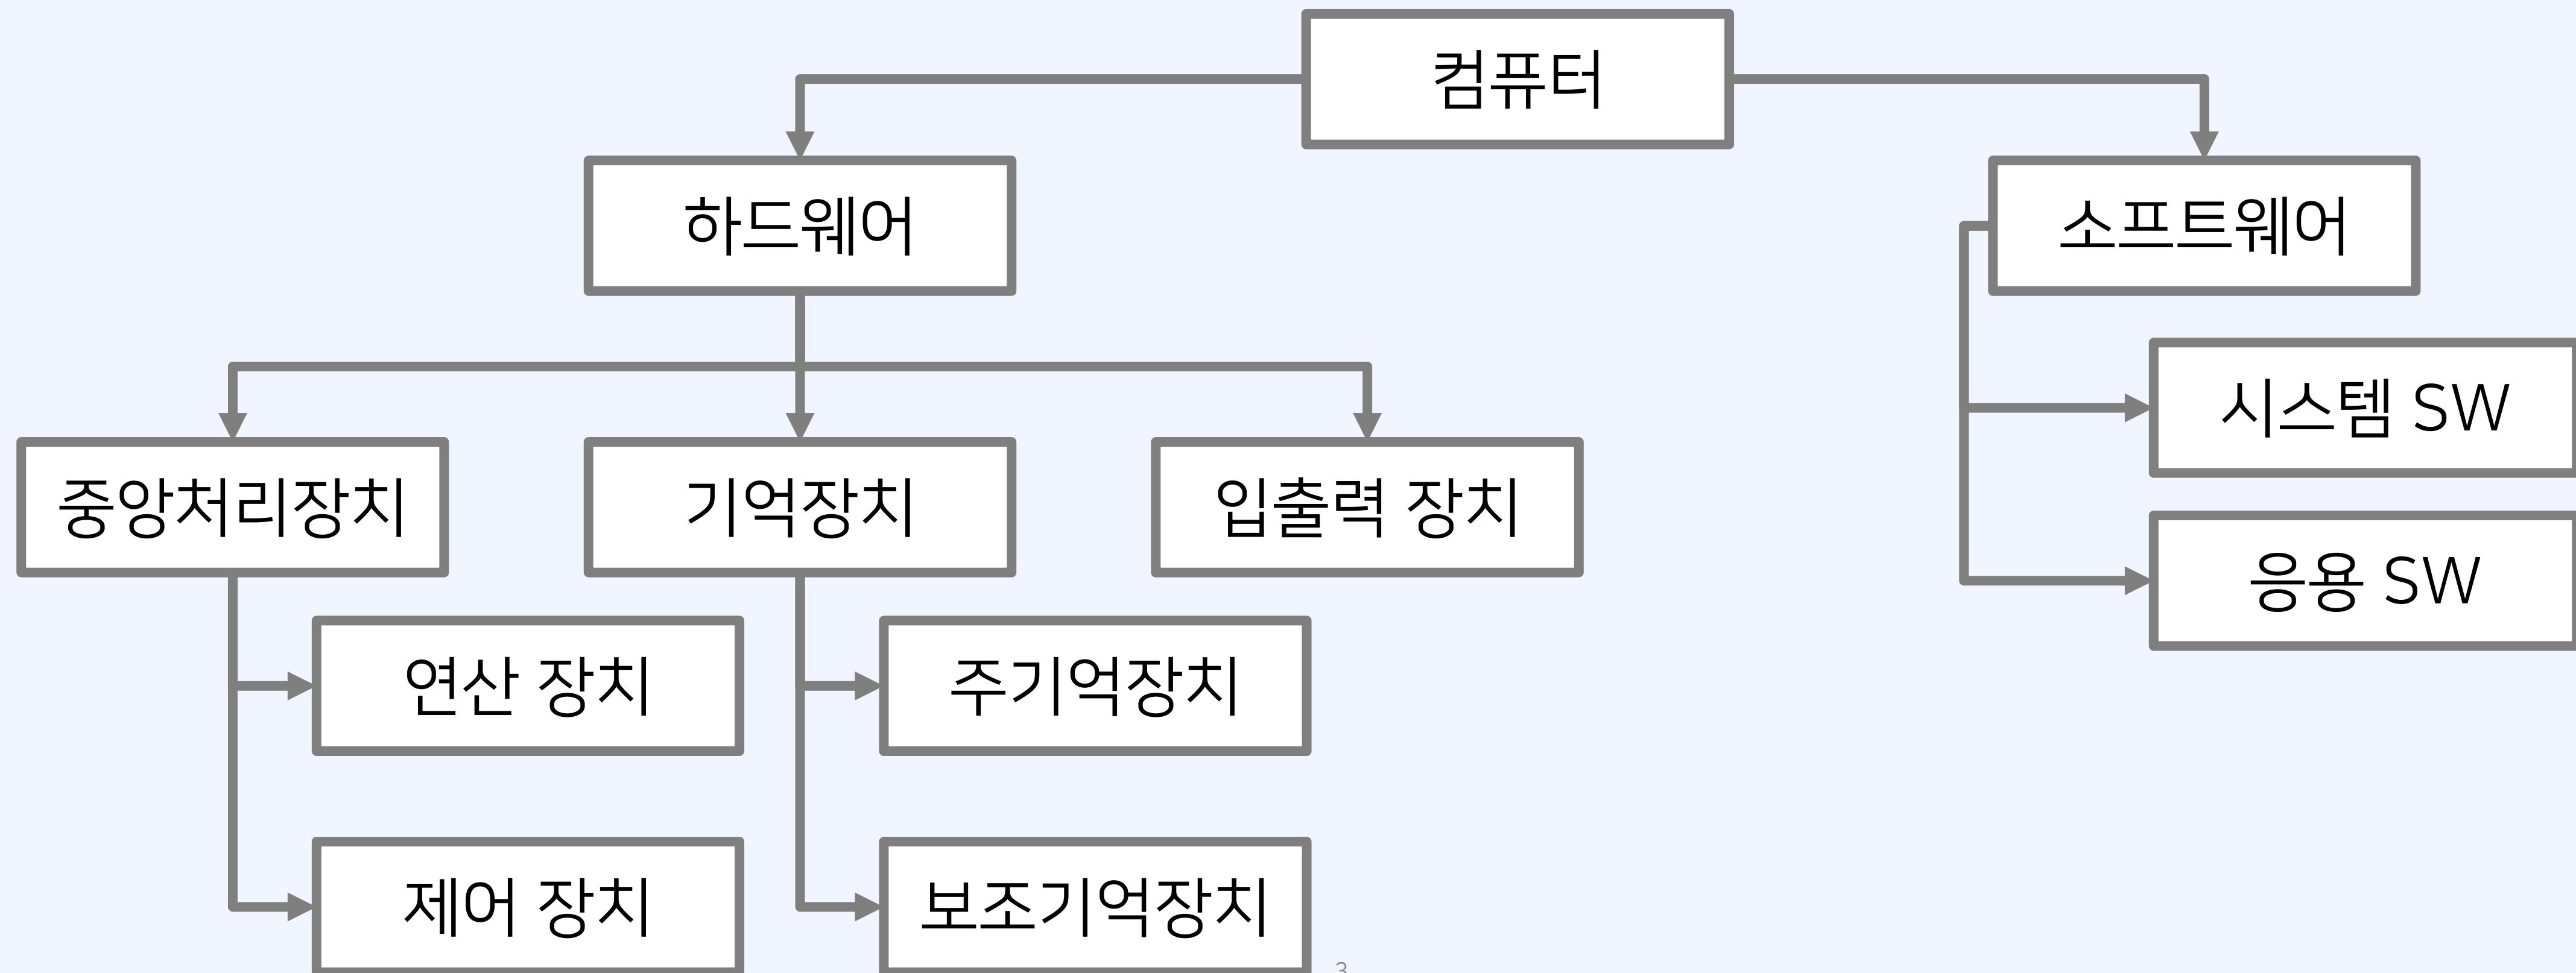 컴퓨터
하드웨어
소프트웨어
시스템 SW
중앙처리장치
기억장치
입출력 장치
응용 SW
연산 장치
주기억장치
제어 장치
보조기억장치
3